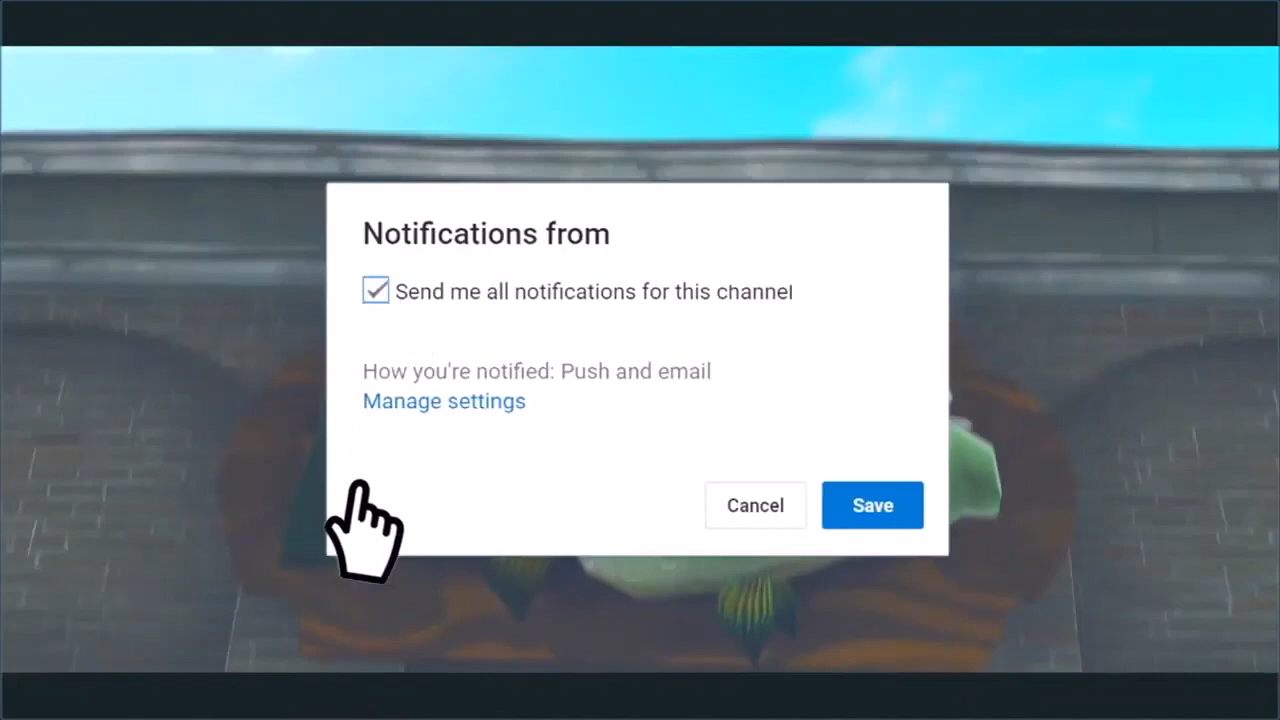 Notifications from
Send me all notifications for this channel
How you're notified: Push and email
Manage settings
Cancel
Save